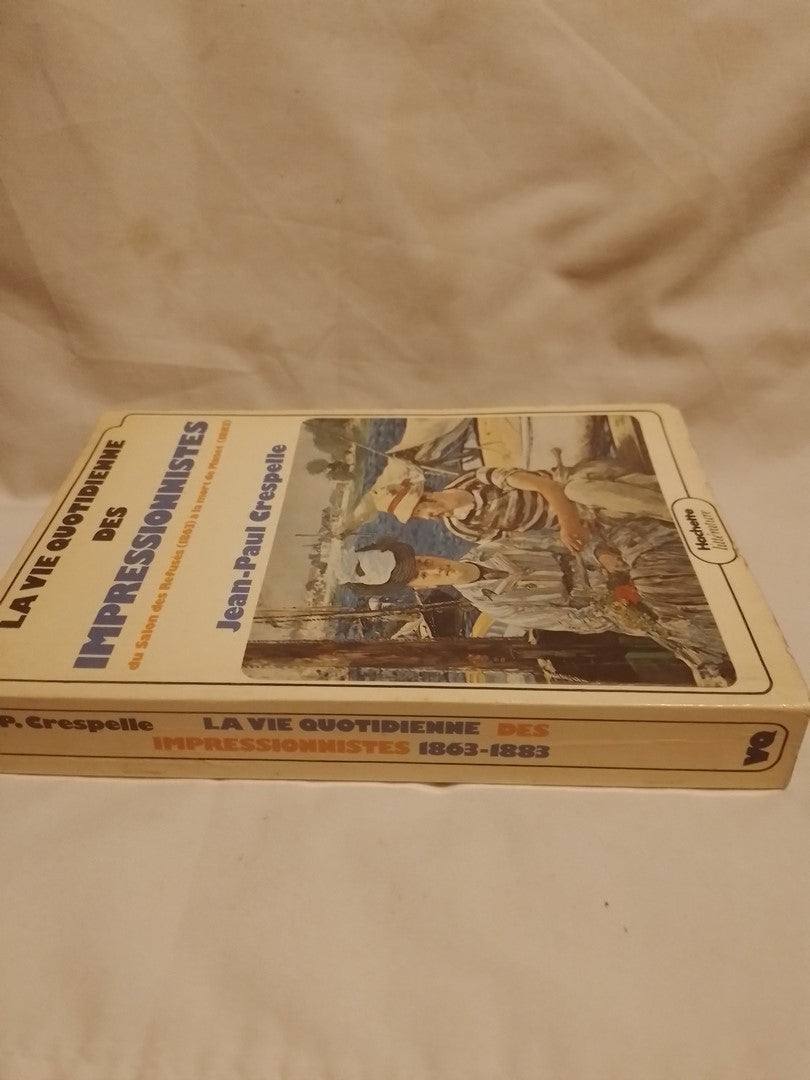 LA VIE QUOTIDIENNE
DES
IMPRESSIONNISTES
du Salon des Refusés (1863) à la mort de Manet (1883)
Jean-Paul Crespelle
Hachette
littérature
P. Crespelle
LA VIE QUOTIDIENNE DES
IMPRESSIONNISTES 1863-1883
VQ